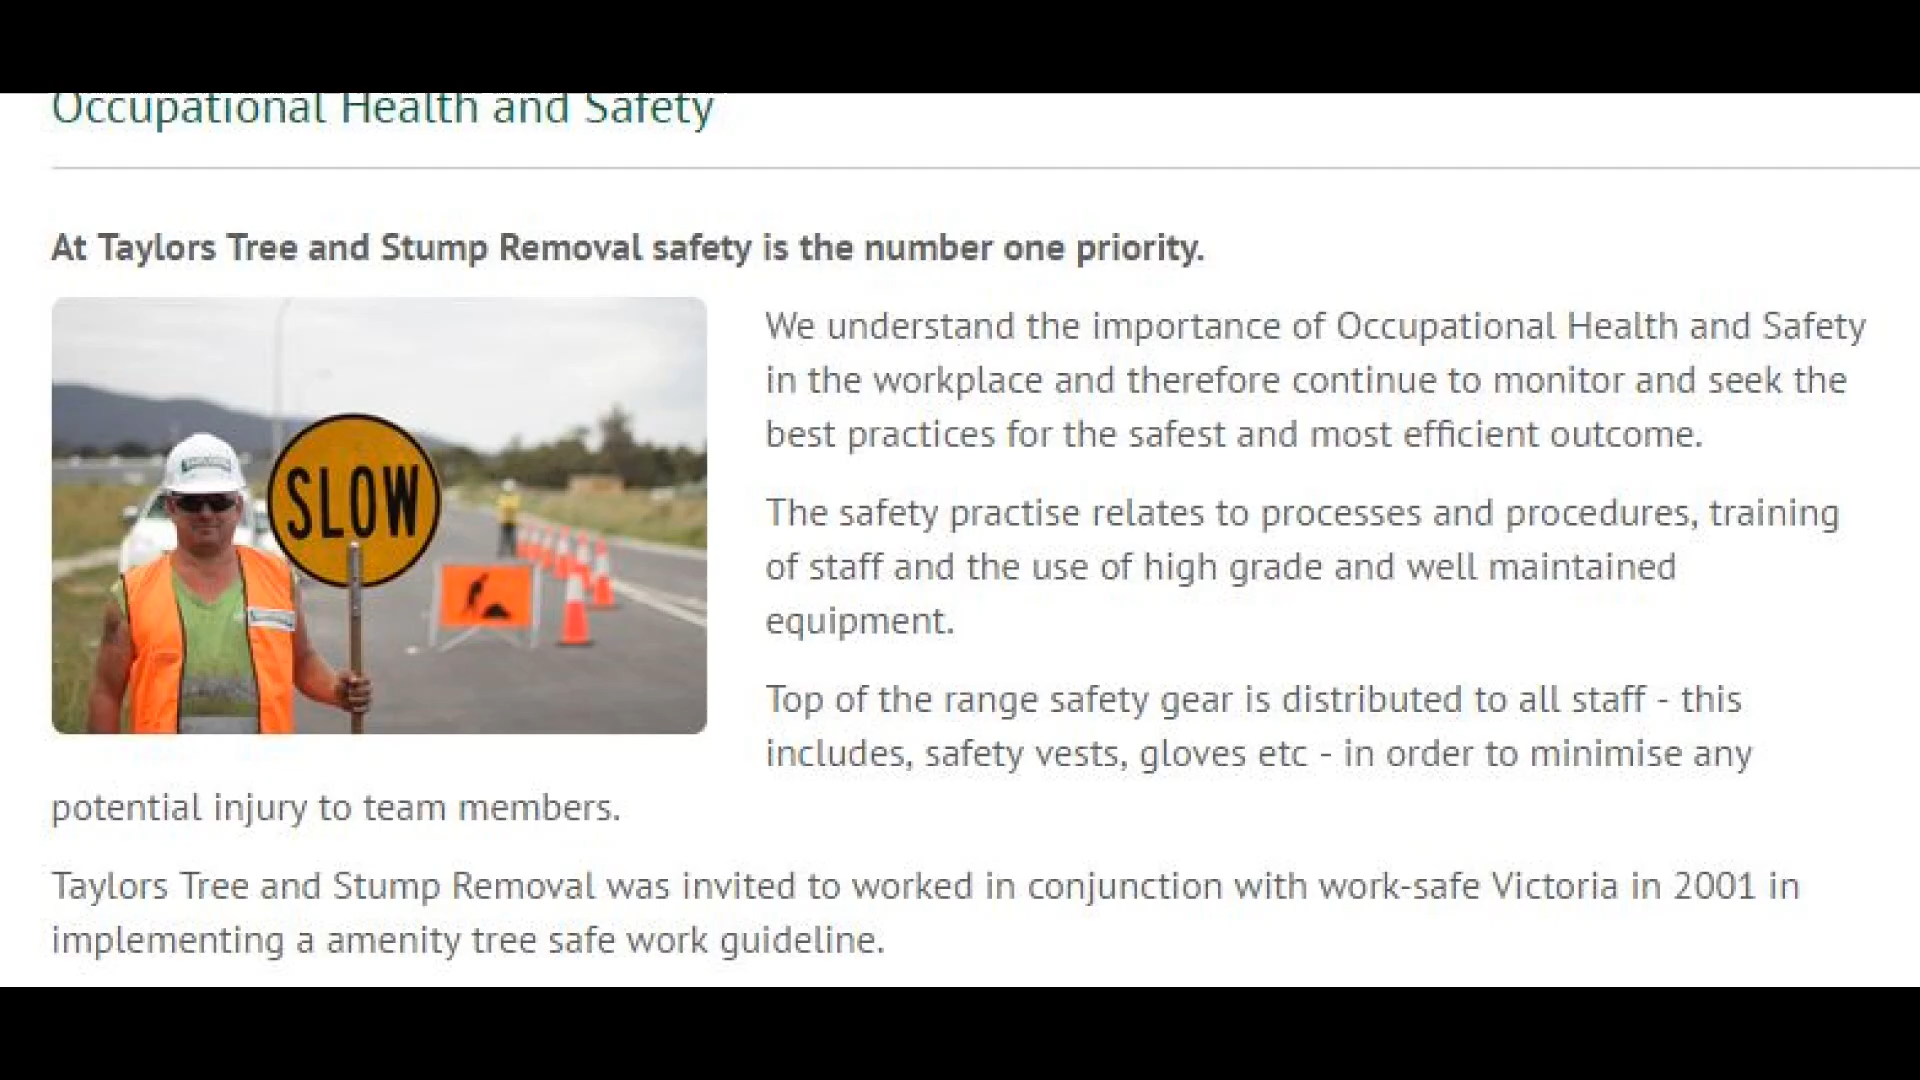 Occupational Health and Safety
At Taylors Tree and Stump Removal safety is the number one priority.
SLOW
We understand the importance of Occupational Health and Safety
in the workplace and therefore continue to monitor and seek the
best practices for the safest and most efficient outcome.
The safety practise relates to processes and procedures, training
of staff and the use of high grade and well maintained
equipment.
Top of the range safety gear is distributed to all staff - this
includes, safety vests, gloves etc - in order to minimise any
potential injury to team members.
Taylors Tree and Stump Removal was invited to worked in conjunction with work-safe Victoria in 2001 in
implementing a amenity tree safe work guideline.